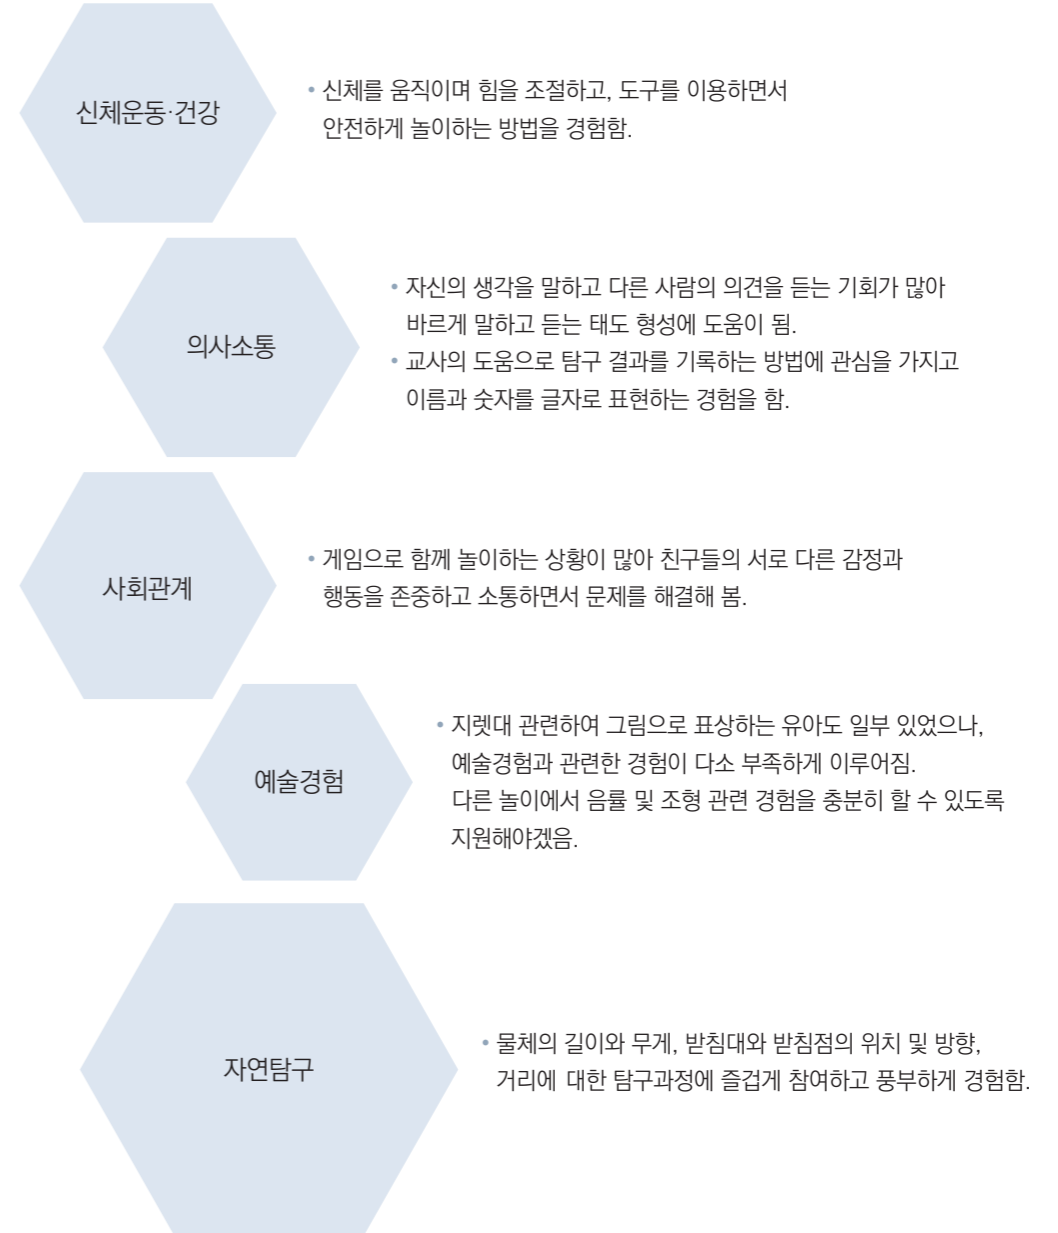 신체운동·건강
• 신체를 움직이며 힘을 조절하고, 도구를 이용하면서
안전하게 놀이하는 방법을 경험함.
의사소통
• 자신의 생각을 말하고 다른 사람의 의견을 듣는 기회가 많아
바르게 말하고 듣는 태도 형성에 도움이 됨.
• 교사의 도움으로 탐구 결과를 기록하는 방법에 관심을 가지고
이름과 숫자를 글자로 표현하는 경험을 함.
사회관계
• 게임으로 함께 놀이하는 상황이 많아 친구들의 서로 다른 감정과
행동을 존중하고 소통하면서 문제를 해결해 봄.
예술경험
• 지렛대 관련하여 그림으로 표상하는 유아도 일부 있었으나,
예술경험과 관련한 경험이 다소 부족하게 이루어짐.
다른 놀이에서 음률 및 조형 관련 경험을 충분히 할 수 있도록
지원해야겠음.
자연탐구
• 물체의 길이와 무게, 받침대와 받침점의 위치 및 방향,
거리에 대한 탐구과정에 즐겁게 참여하고 풍부하게 경험함.